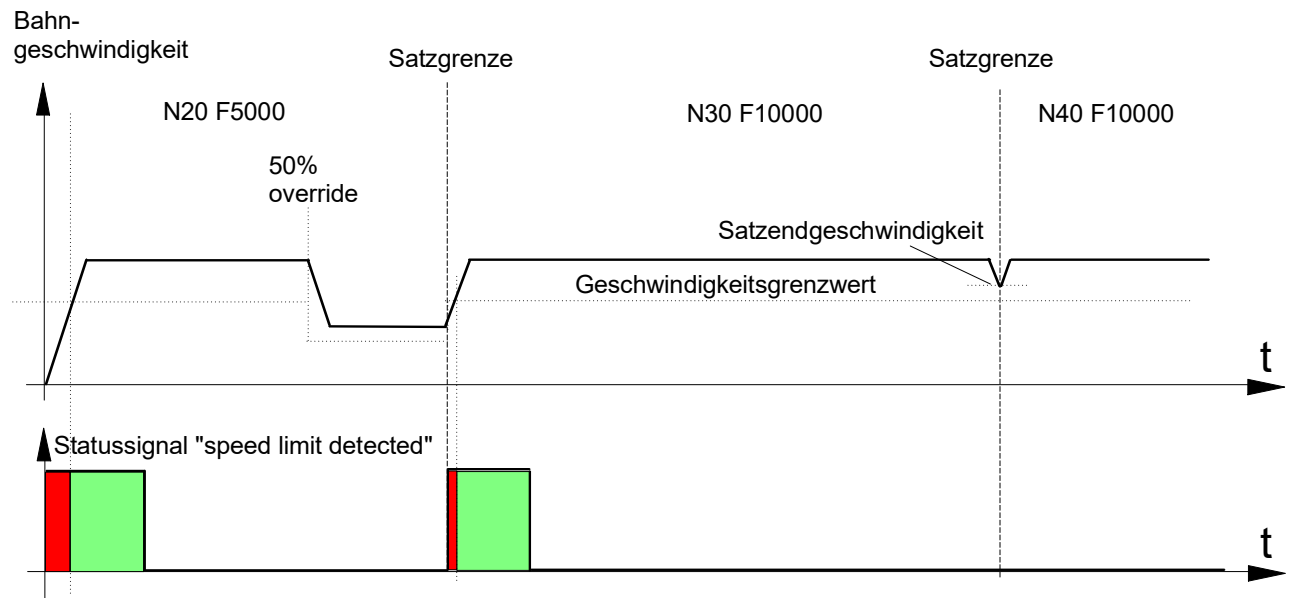 Bahn-
geschwindigkeit
Satzgrenze
Satzgrenze
N20 F5000
N30 F10000
N40 F10000
50%
override
Satzendgeschwindigkeit
Geschwindigkeitsgrenzwert
t
Statussignal "speed limit detected"
t